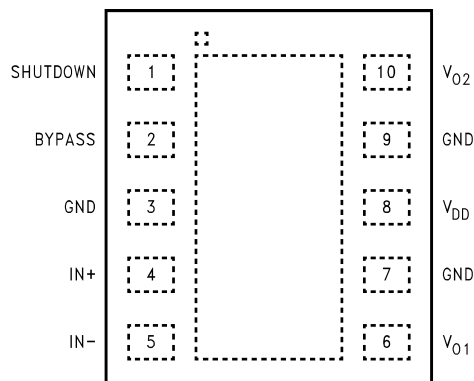 SHUTDOWN 1 10 VO2
BYPASS 2 9 GND
GND 3 8 VDD
IN+ 4 7 GND
IN- 5 6 VO1